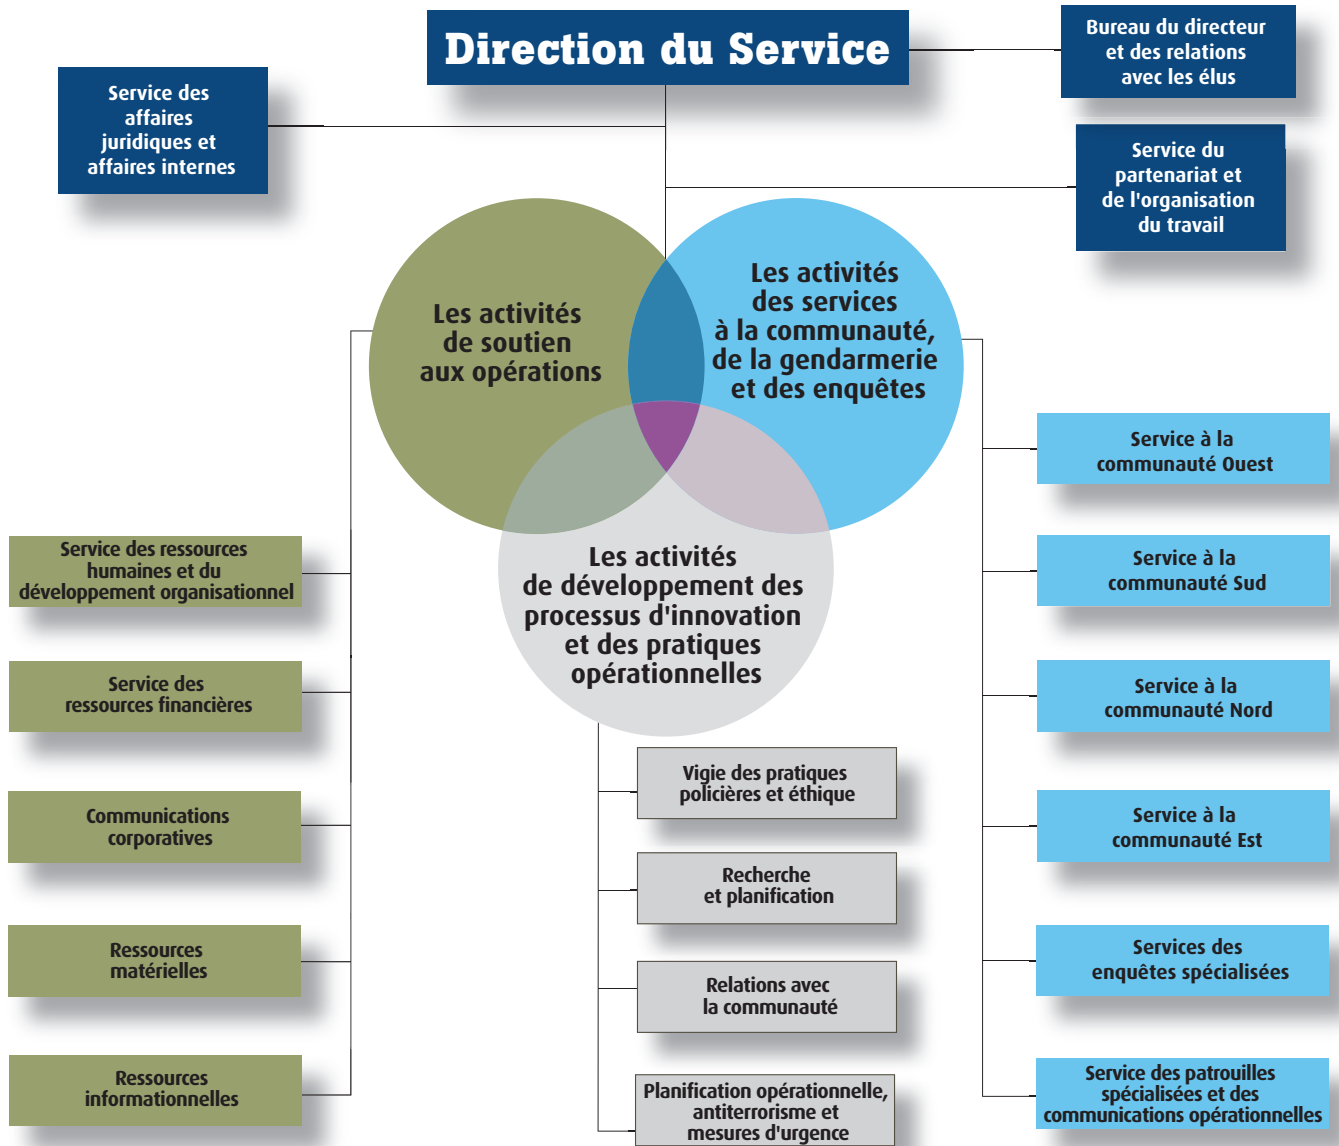 Direction du Service
Bureau du directeur
et des relations
avec les élus
Service des
affaires
juridiques et
affaires internes
Service du
partenariat et
de l'organisation
du travail
Les activités
de soutien
aux opérations
Les activités
des services
à la communauté,
de la gendarmerie
et des enquêtes
Les activités
de développement des
processus d'innovation
et des pratiques
opérationnelles
Service des ressources
humaines et du
développement organisationnel
Service des
ressources financières
Communications
corporatives
Ressources
matérielles
Ressources
informationnelles
Vigie des pratiques
policières et éthique
Recherche
et planification
Relations avec
la communauté
Planification opérationnelle,
antiterrorisme et
mesures d'urgence
Service à la
communauté Ouest
Service à la
communauté Sud
Service à la
communauté Nord
Service à la
communauté Est
Services des
enquêtes spécialisées
Service des patrouilles
spécialisées et des
communications opérationnelles